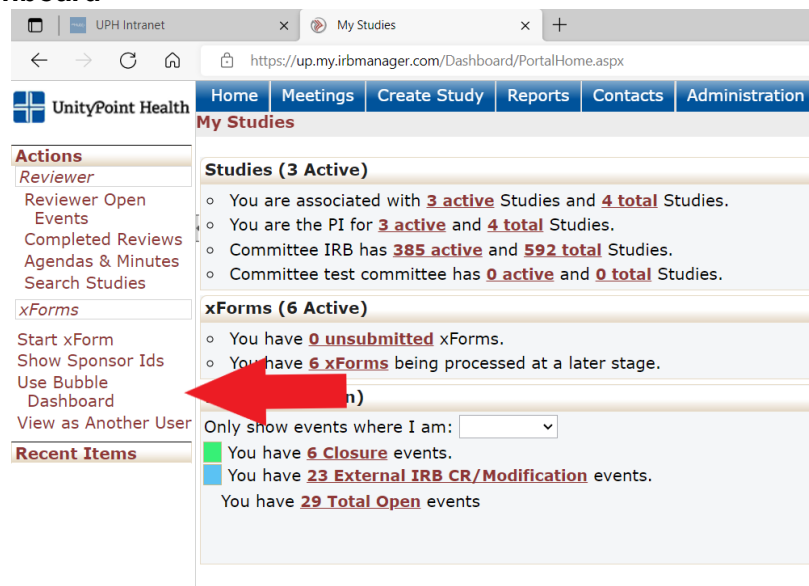 UPH Intranet
My Studies
https://up.my.irbmanager.com/Dashboard/PortalHome.aspx
UnityPoint Health
Home Meetings Create Study Reports Contacts Administration
My Studies
Actions
Reviewer
Reviewer Open
Events
Completed Reviews
Agendas & Minutes
Search Studies
xForms
Start xForm
Show Sponsor Ids
Use Bubble
Dashboard
View as Another User
Recent Items
Studies (3 Active)
You are associated with 3 active Studies and 4 total Studies.
You are the PI for 3 active and 4 total Studies.
Committee IRB has 385 active and 592 total Studies.
Committee test committee has 0 active and 0 total Studies.
xForms (6 Active)
You have 0 unsubmitted xForms.
You have 6 xForms being processed at a later stage.
Only show events where I am:
You have 6 Closure events.
You have 23 External IRB CR/Modification events.
You have 29 Total Open events